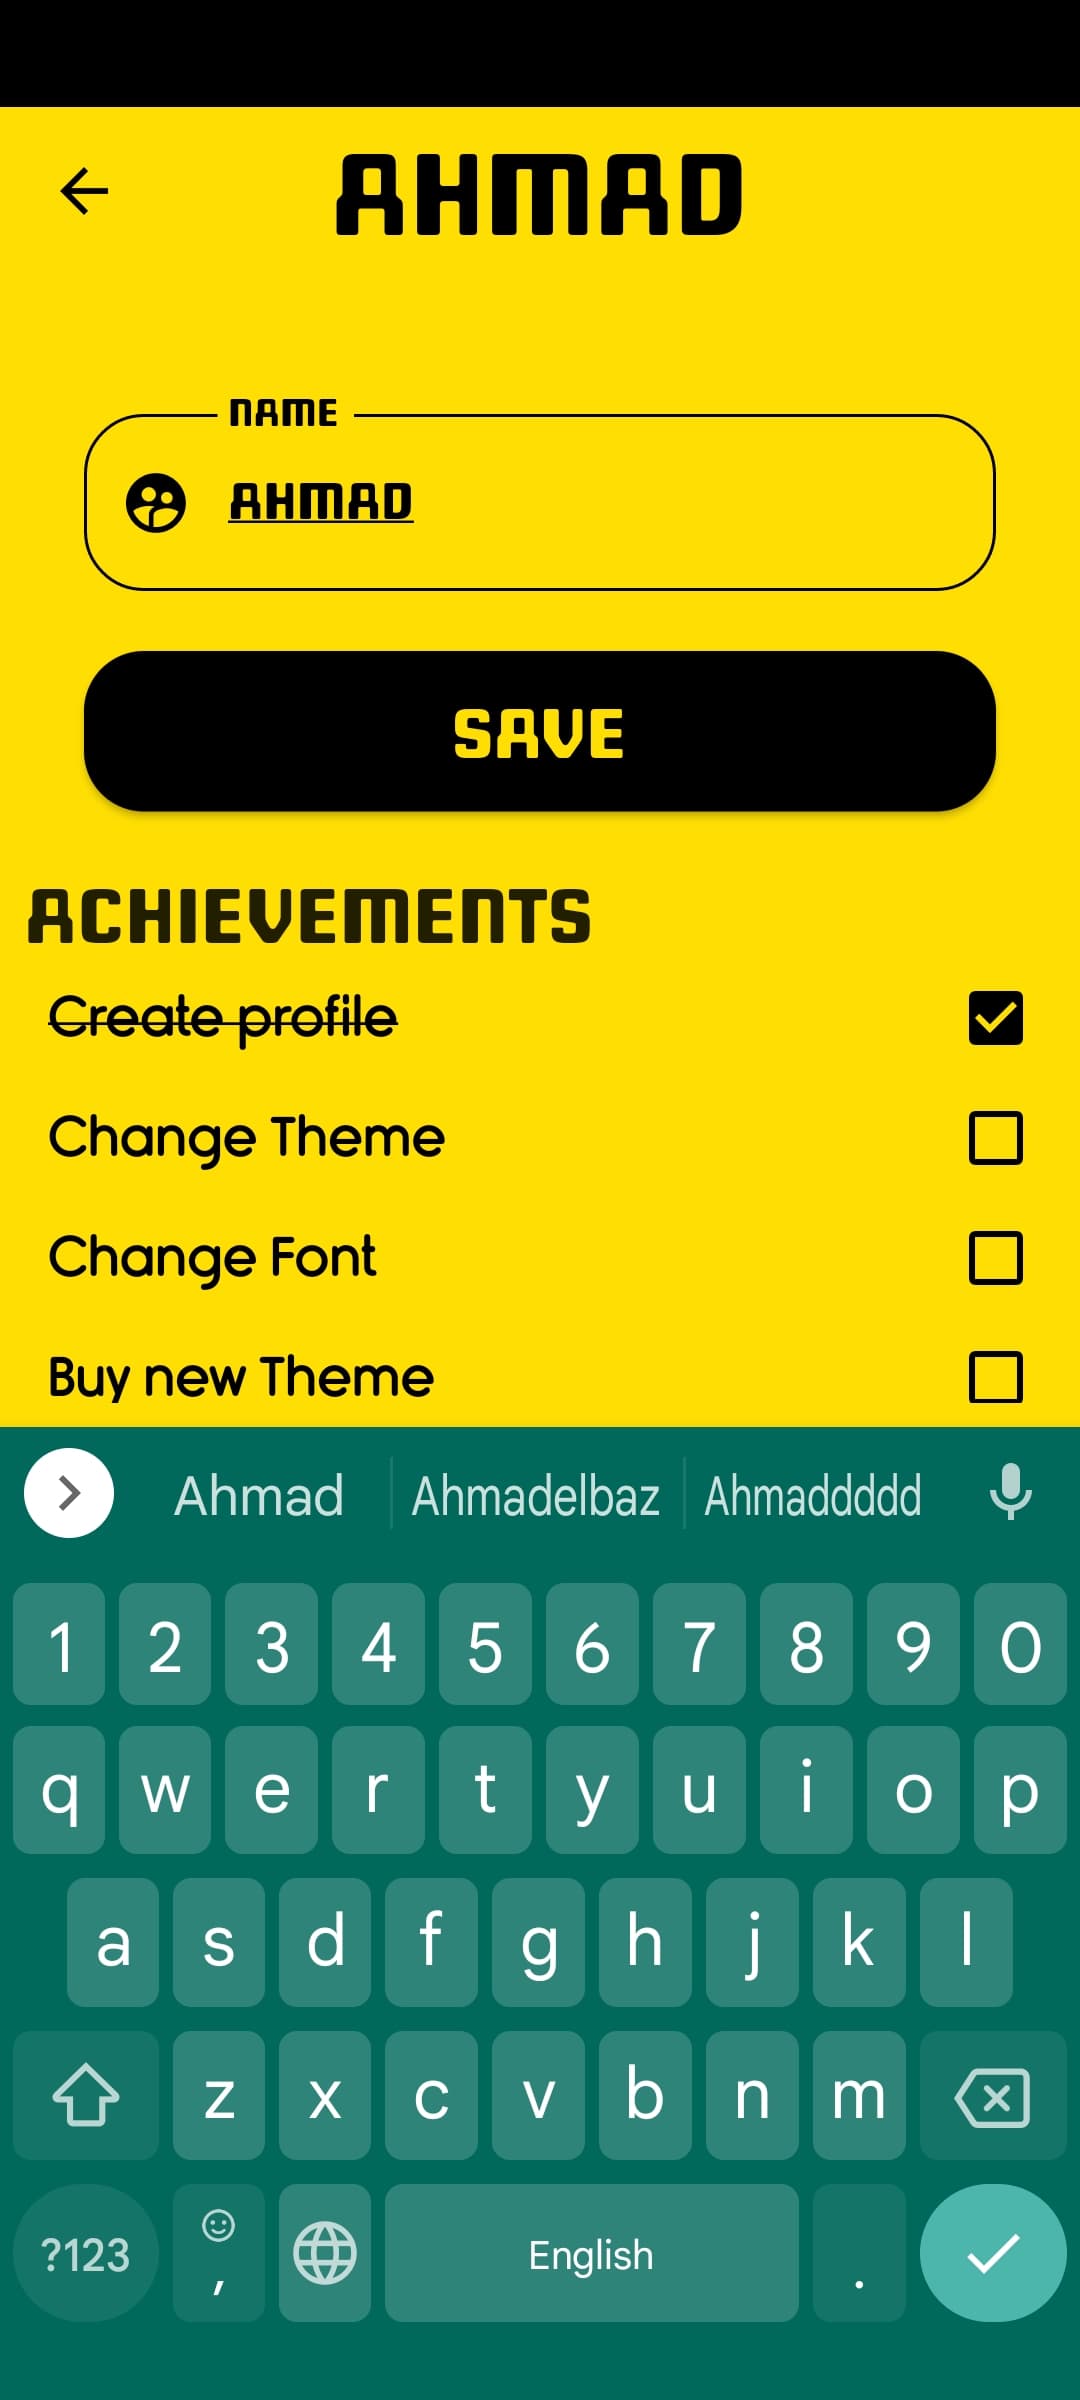 AHMAD
NAME
AHMAD
SAVE
ACHIEVEMENTS
Create profile
Change Theme
Change Font
Buy new Theme
Ahmad Ahmadelbaz Ahmaddddd
1 2 3 4 5 6 7 8 9 0
q w e r t y u i o p
a s d f g h j k l
z x c v b n m
?123 , English .